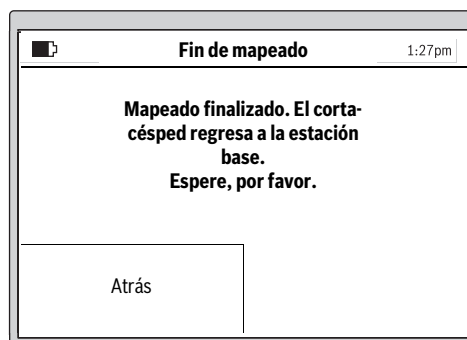 Fin de mapeado
1:27pm
Mapeado finalizado. El corta-
césped regresa a la estación
base.
Espere, por favor.
Atrás